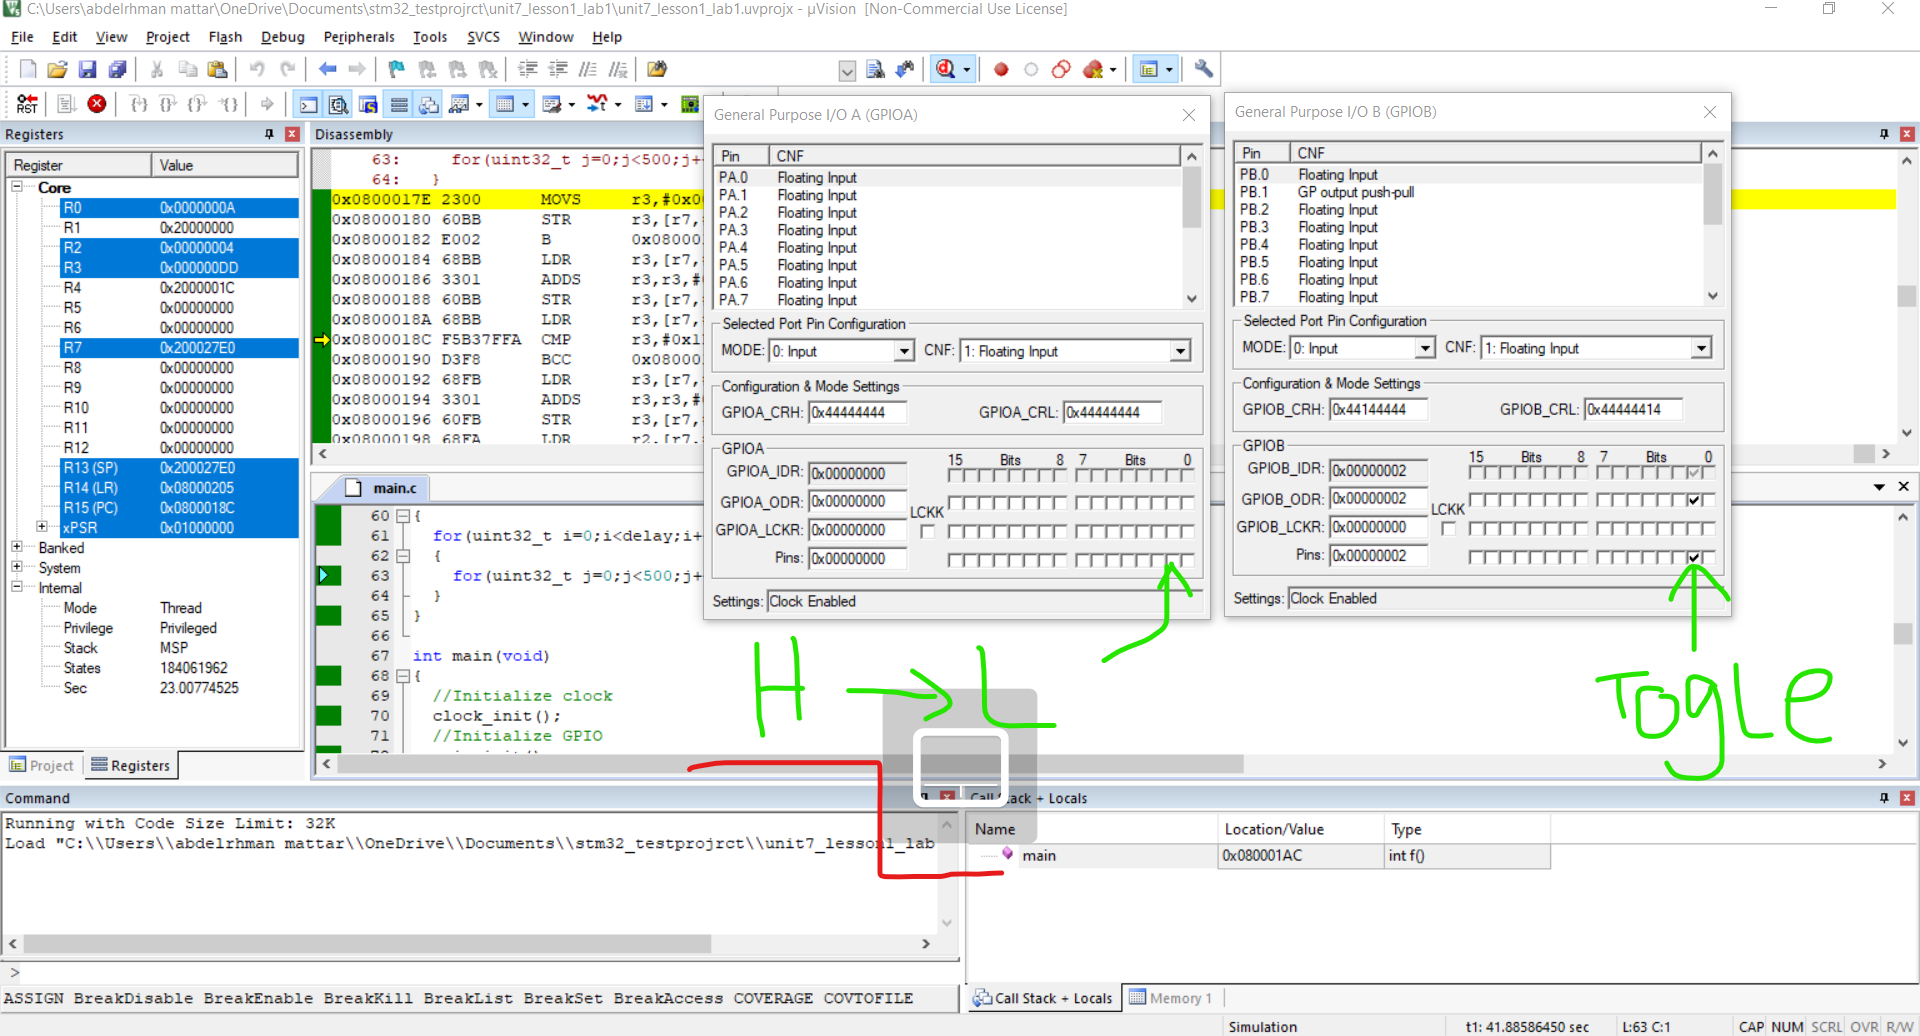 C:\Users\abdelrhman mattar\OneDrive\Documents\stm32_testprojrct\unit7_lesson1_lab1\unit7_lesson1_lab1.uvprojx - µVision [Non-Commercial Use License]
File Edit View Project Flash Debug Peripherals Tools SVCS Window Help
RST
Registers
Register Value
Core
R0 0x0000000A
R1 0x20000000
R2 0x00000004
R3 0x000000DD
R4 0x2000001C
R5 0x00000000
R6 0x00000000
R7 0x200027E0
R8 0x00000000
R9 0x00000000
R10 0x00000000
R11 0x00000000
R12 0x00000000
R13 (SP) 0x200027E0
R14 (LR) 0x08000205
R15 (PC) 0x0800018C
xPSR 0x01000000
Banked
System
Internal
Mode Thread
Privilege Privileged
Stack MSP
States 184061962
Sec 23.00774525
Project Registers
Disassembly
63: for(uint32_t j=0;j<500;j+
64: }
0x0800017E 2300 MOVS r3,#0x0
0x08000180 60BB STR r3,[r7,
0x08000182 E002 B 0x0800
0x08000184 68BB LDR r3,[r7,
0x08000186 3301 ADDS r3,r3,#
0x08000188 60BB STR r3,[r7,
0x0800018A 68BB LDR r3,[r7,
0x0800018C F5B37FFA CMP r3,#0x1
0x08000190 D3F8 BCC 0x0800
0x08000192 68FB LDR r3,[r7,
0x08000194 3301 ADDS r3,r3,#
0x08000196 60FB STR r3,[r7,
0x08000198 68FA LDR r2,[r7,
main.c
60 {
61 for(uint32_t i=0;i<delay;i+
62 {
63 for(uint32_t j=0;j<500;j+
64 }
65 }
66
67 int main(void)
68 {
69 //Initialize clock
70 clock_init();
71 //Initialize GPIO
General Purpose I/O A (GPIOA)
Pin CNF
PA.0 Floating Input
PA.1 Floating Input
PA.2 Floating Input
PA.3 Floating Input
PA.4 Floating Input
PA.5 Floating Input
PA.6 Floating Input
PA.7 Floating Input
Selected Port Pin Configuration
MODE: 0: Input CNF: 1: Floating Input
Configuration & Mode Settings
GPIOA_CRH: 0x44444444 GPIOA_CRL: 0x44444444
GPIOA
15 Bits 8 7 Bits 0
GPIOA_IDR: 0x00000000
GPIOA_ODR: 0x00000000
LCKK
GPIOA_LCKR: 0x00000000
Pins: 0x00000000
Settings: Clock Enabled
General Purpose I/O B (GPIOB)
Pin CNF
PB.0 Floating Input
PB.1 GP output push-pull
PB.2 Floating Input
PB.3 Floating Input
PB.4 Floating Input
PB.5 Floating Input
PB.6 Floating Input
PB.7 Floating Input
Selected Port Pin Configuration
MODE: 0: Input CNF: 1: Floating Input
Configuration & Mode Settings
GPIOB_CRH: 0x44144444 GPIOB_CRL: 0x44444414
GPIOB
15 Bits 8 7 Bits 0
GPIOB_IDR: 0x00000002
GPIOB_ODR: 0x00000002
LCKK
GPIOB_LCKR: 0x00000000
Pins: 0x00000002
Settings: Clock Enabled
H → L
TOgLe
Command
Running with Code Size Limit: 32K
Load "C:\\Users\\abdelrhman mattar\\OneDrive\\Documents\\stm32_testprojrct\\unit7_lesson1_lab
>
ASSIGN BreakDisable BreakEnable BreakKill BreakList BreakSet BreakAccess COVERAGE COVTOFILE
Call Stack + Locals
Name Location/Value Type
main 0x080001AC int f()
Call Stack + Locals Memory 1
Simulation t1: 41.88586450 sec L:63 C:1 CAP NUM SCRL OVR R/W